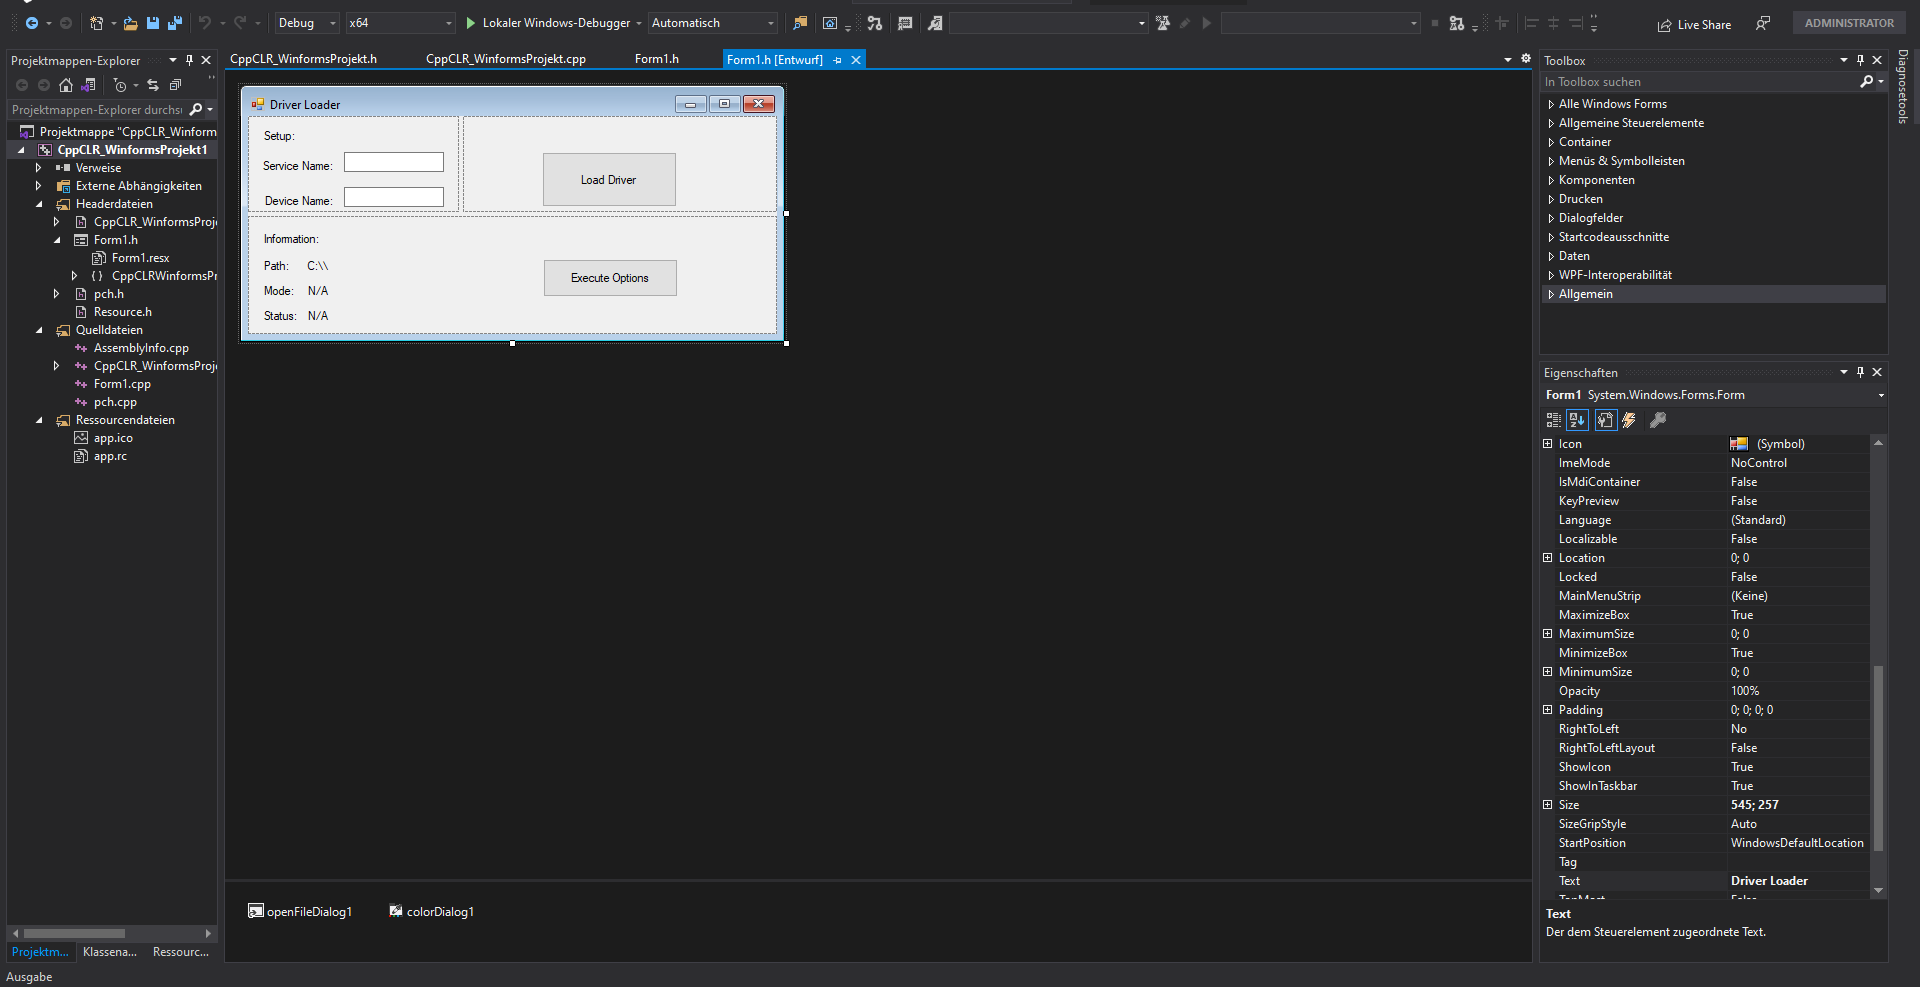 Debug
x64
Lokaler Windows-Debugger
Automatisch
Live Share
ADMINISTRATOR
Projektmappen-Explorer
Projektmappen-Explorer durchsu
Projektmappe "CppCLR_Winform
CppCLR_WinformsProjekt1
Verweise
Externe Abhängigkeiten
Headerdateien
CppCLR_WinformsProje
Form1.h
Form1.resx
CppCLRWinformsPr
pch.h
Resource.h
Quelldateien
AssemblyInfo.cpp
CppCLR_WinformsProje
Form1.cpp
pch.cpp
Ressourcendateien
app.ico
app.rc
Projektm...
Klassena...
Ressourc...
Ausgabe
CppCLR_WinformsProjekt.h
CppCLR_WinformsProjekt.cpp
Form1.h
Form1.h [Entwurf]
Driver Loader
Setup:
Service Name:
Device Name:
Load Driver
Information:
Path: C:\\
Mode: N/A
Status: N/A
Execute Options
openFileDialog1
colorDialog1
Toolbox
In Toolbox suchen
Alle Windows Forms
Allgemeine Steuerelemente
Container
Menüs & Symbolleisten
Komponenten
Drucken
Dialogfelder
Startcodeausschnitte
Daten
WPF-Interoperabilität
Allgemein
Diagnosetools
Eigenschaften
Form1 System.Windows.Forms.Form
Icon (Symbol)
ImeMode NoControl
IsMdiContainer False
KeyPreview False
Language (Standard)
Localizable False
Location 0; 0
Locked False
MainMenuStrip (Keine)
MaximizeBox True
MaximumSize 0; 0
MinimizeBox True
MinimumSize 0; 0
Opacity 100%
Padding 0; 0; 0; 0
RightToLeft No
RightToLeftLayout False
ShowIcon True
ShowInTaskbar True
Size 545; 257
SizeGripStyle Auto
StartPosition WindowsDefaultLocation
Tag
Text Driver Loader
TopMost False
Text
Der dem Steuerelement zugeordnete Text.